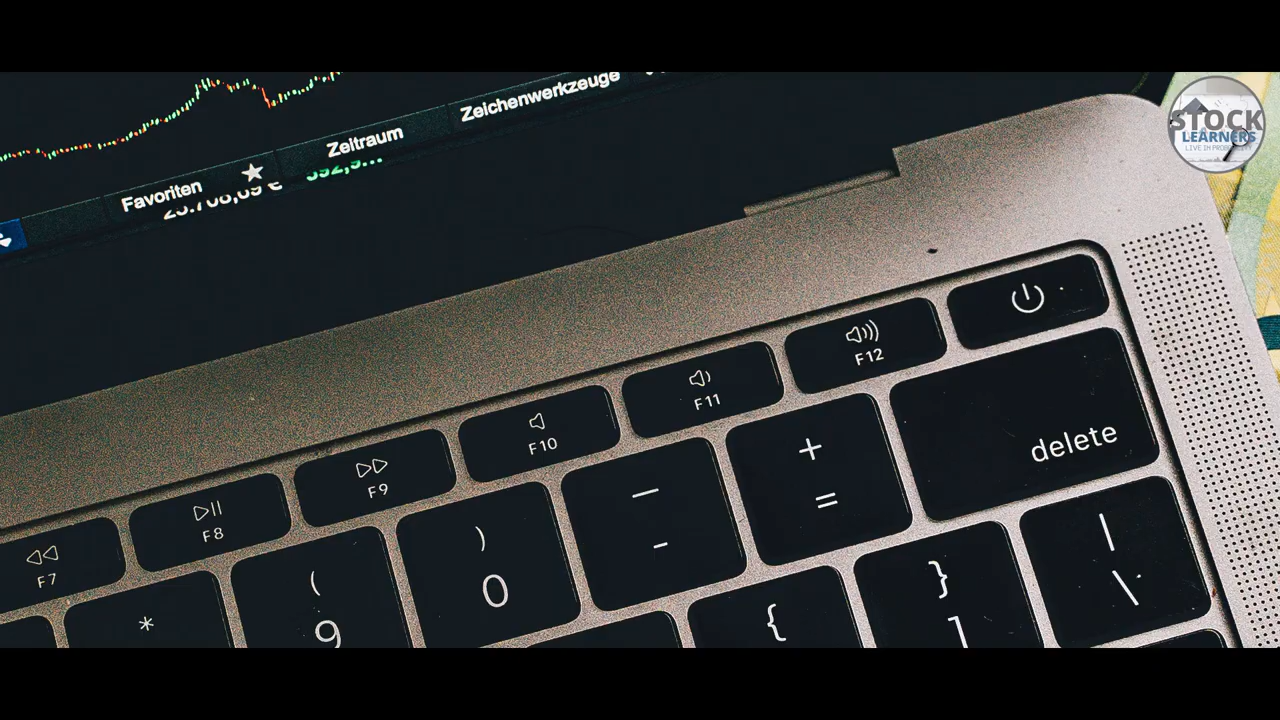 Zeichenwerkzeuge
Zeitraum
Favoriten
STOCK
LEARNERS
F12
F11
F10
F9
F8
F7
delete
+
=
_
-
)
0
(
9
*
|
\
}
]
{